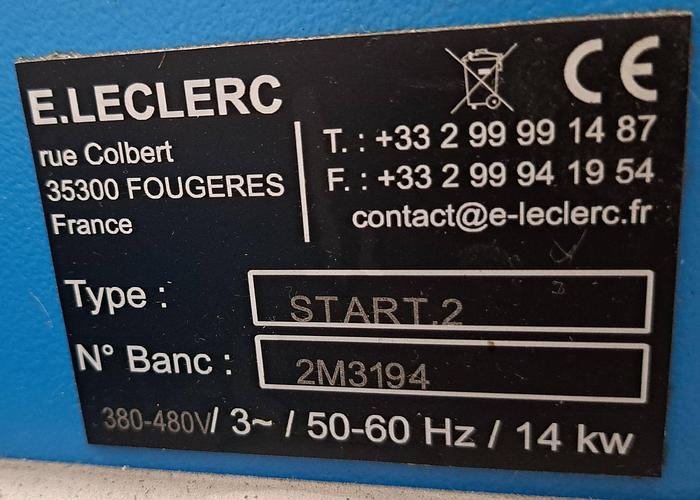 E.LECLERC
rue Colbert
35300 FOUGERES
France
CE
T. : +33 2 99 99 14 87
F. : +33 2 99 94 19 54
contact@e-leclerc.fr
Type : START.2
N° Banc : 2M3194
380-480V/ 3~ / 50-60 Hz / 14 kw